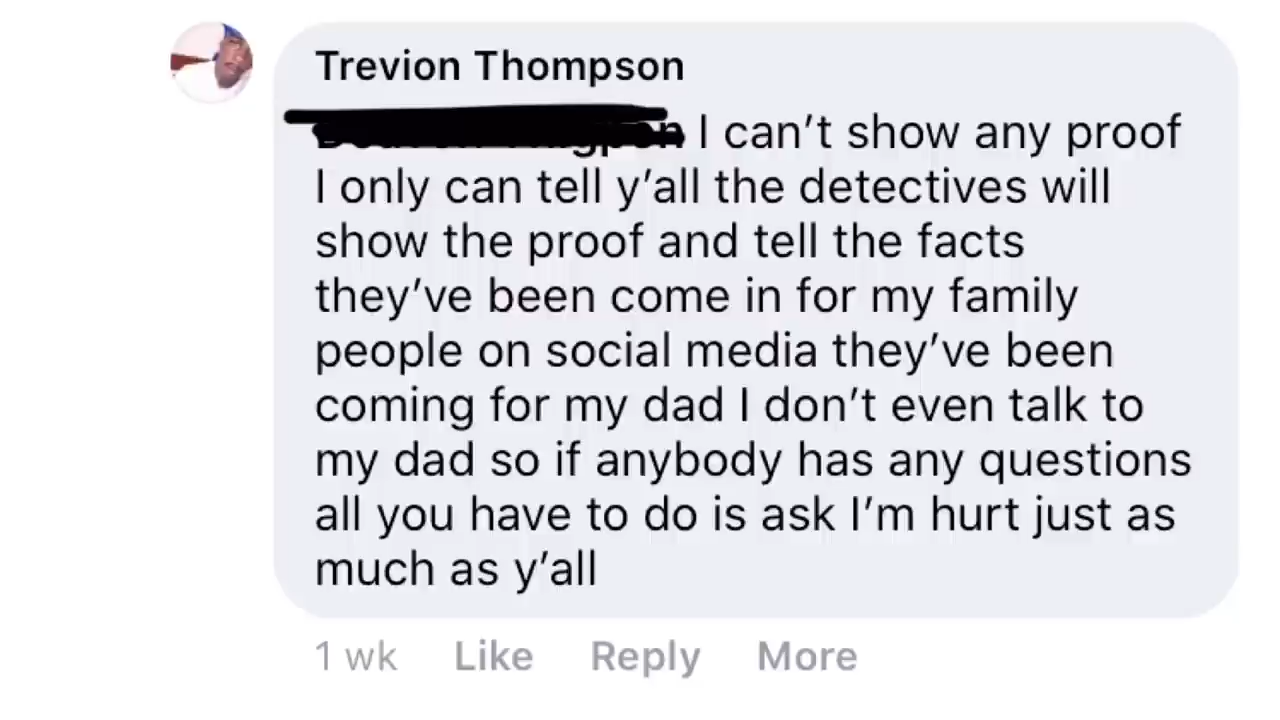 Trevion Thompson
I can't show any proof
I only can tell y'all the detectives will
show the proof and tell the facts
they've been come in for my family
people on social media they've been
coming for my dad I don't even talk to
my dad so if anybody has any questions
all you have to do is ask I'm hurt just as
much as y'all
1 wk Like Reply More